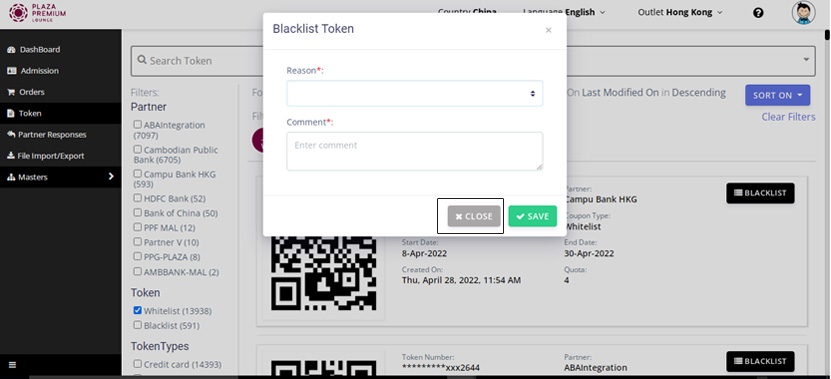 PLAZA
PREMIUM
LOUNGE
Country China
Language English
Outlet Hong Kong
DashBoard
Admission
Orders
Token
Partner Responses
File Import/Export
Masters
Search Token
Filters:
Partner
ABAIntegration
(7097)
Cambodian Public
Bank (6705)
Campu Bank HKG
(593)
HDFC Bank (52)
Bank of China (50)
PPF MAL (12)
Partner V (10)
PPG-PLAZA (8)
AMBBANK-MAL (2)
Token
Whitelist (13938)
Blacklist (591)
TokenTypes
Credit card (14393)
On Last Modified On in Descending
SORT ON
Clear Filters
Blacklist Token
×
Reason*:
Comment*:
Enter comment
CLOSE
SAVE
Partner:
Campu Bank HKG
BLACKLIST
Coupon Type:
Whitelist
Start Date:
8-Apr-2022
End Date:
30-Apr-2022
Created On:
Thu, April 28, 2022, 11:54 AM
Quota:
4
Token Number:
*********xxx2644
Partner:
ABAIntegration
BLACKLIST